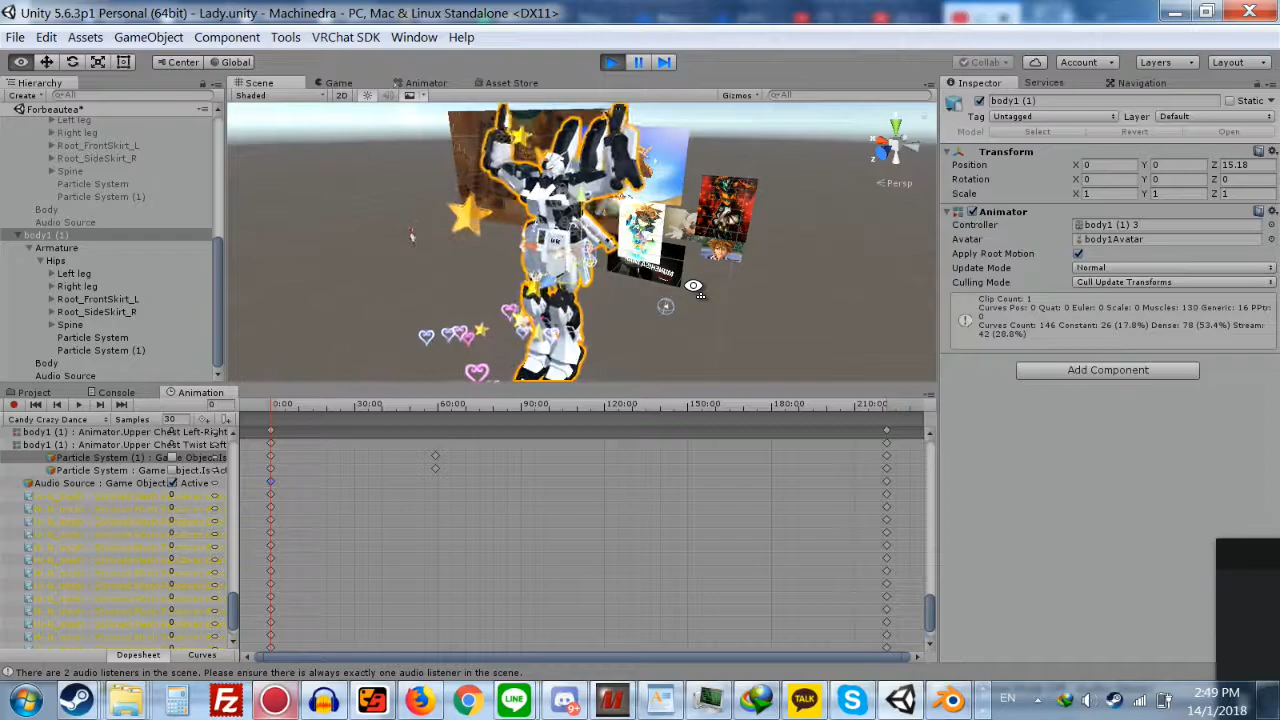 Unity 5.6.3p1 Personal (64bit) - Lady.unity - Machinedra - PC, Mac & Linux Standalone <DX11>
File Edit Assets GameObject Component Tools VRChat SDK Window Help
Center Global Collab Account Layers Layout
Hierarchy Scene Game Animator Asset Store Inspector Services Navigation
Create All Shaded 2D Gizmos All
Forbeautea*
Left leg
Right leg
Root_FrontSkirt_L
Root_SideSkirt_R
Spine
Particle System
Particle System (1)
Body
Audio Source
body1 (1)
Armature
Hips
Left leg
Right leg
Root_FrontSkirt_L
Root_SideSkirt_R
Spine
Particle System
Particle System (1)
Body
Audio Source
Persp
body1 (1) Static
Tag Untagged Layer Default
Model Select Revert Open
Transform
Position X 0 Y 0 Z 15.18
Rotation X 0 Y 0 Z 0
Scale X 1 Y 1 Z 1
Animator
Controller body1 (1) 3
Avatar body1Avatar
Apply Root Motion
Update Mode Normal
Culling Mode Cull Update Transforms
Clip Count: 1
Curves Pos: 0 Quat: 0 Euler: 0 Scale: 0 Muscles: 130 Generic: 16 PPtr:
0
Curves Count: 146 Constant: 26 (17.8%) Dense: 78 (53.4%) Stream:
42 (28.8%)
Add Component
Project Console Animation
0 0:00 30:00 60:00 90:00 120:00 150:00 180:00 210:00
Candy Crazy Dance Samples 30
body1 (1) : Animator.Upper Chest Left-Right
body1 (1) : Animator.Upper Chest Twist Left
Particle System (1) : Game Object.Is
Particle System : Game Object.Is Act
Audio Source : Game Object Active
Dopesheet Curves
There are 2 audio listeners in the scene. Please ensure there is always exactly one audio listener in the scene.
LINE TALK 9+ EN 2:49 PM
14/1/2018